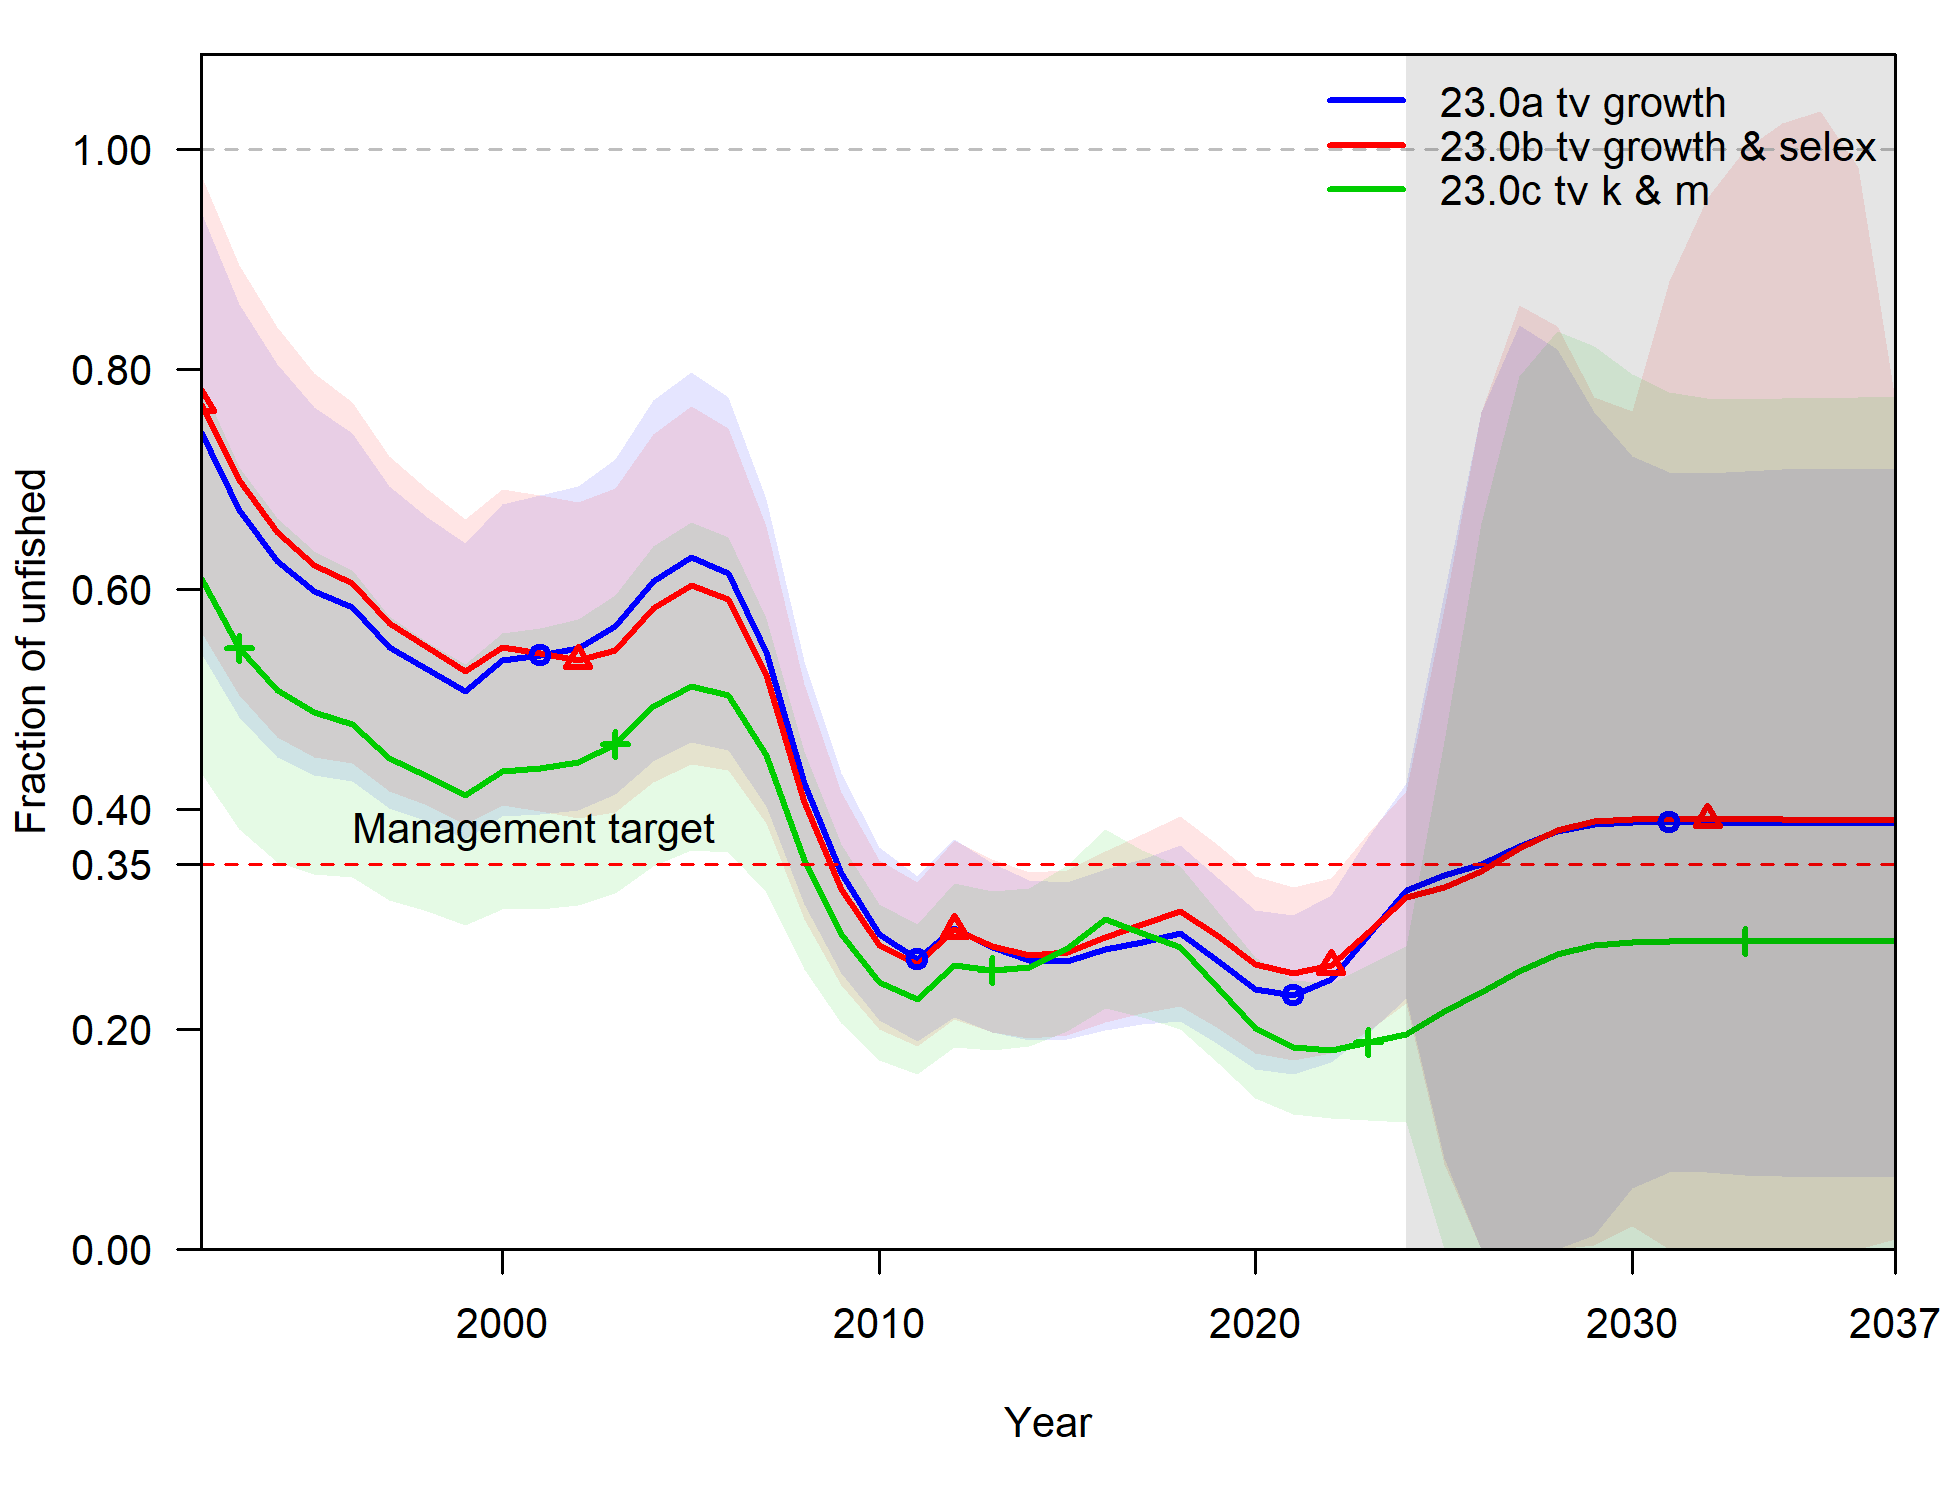 23.0a tv growth
23.0b tv growth & selex
23.0c tv k & m
1.00
0.80
0.60
0.40
0.35
0.20
0.00
Fraction of unfished
Management target
2000
2010
2020
2030
2037
Year